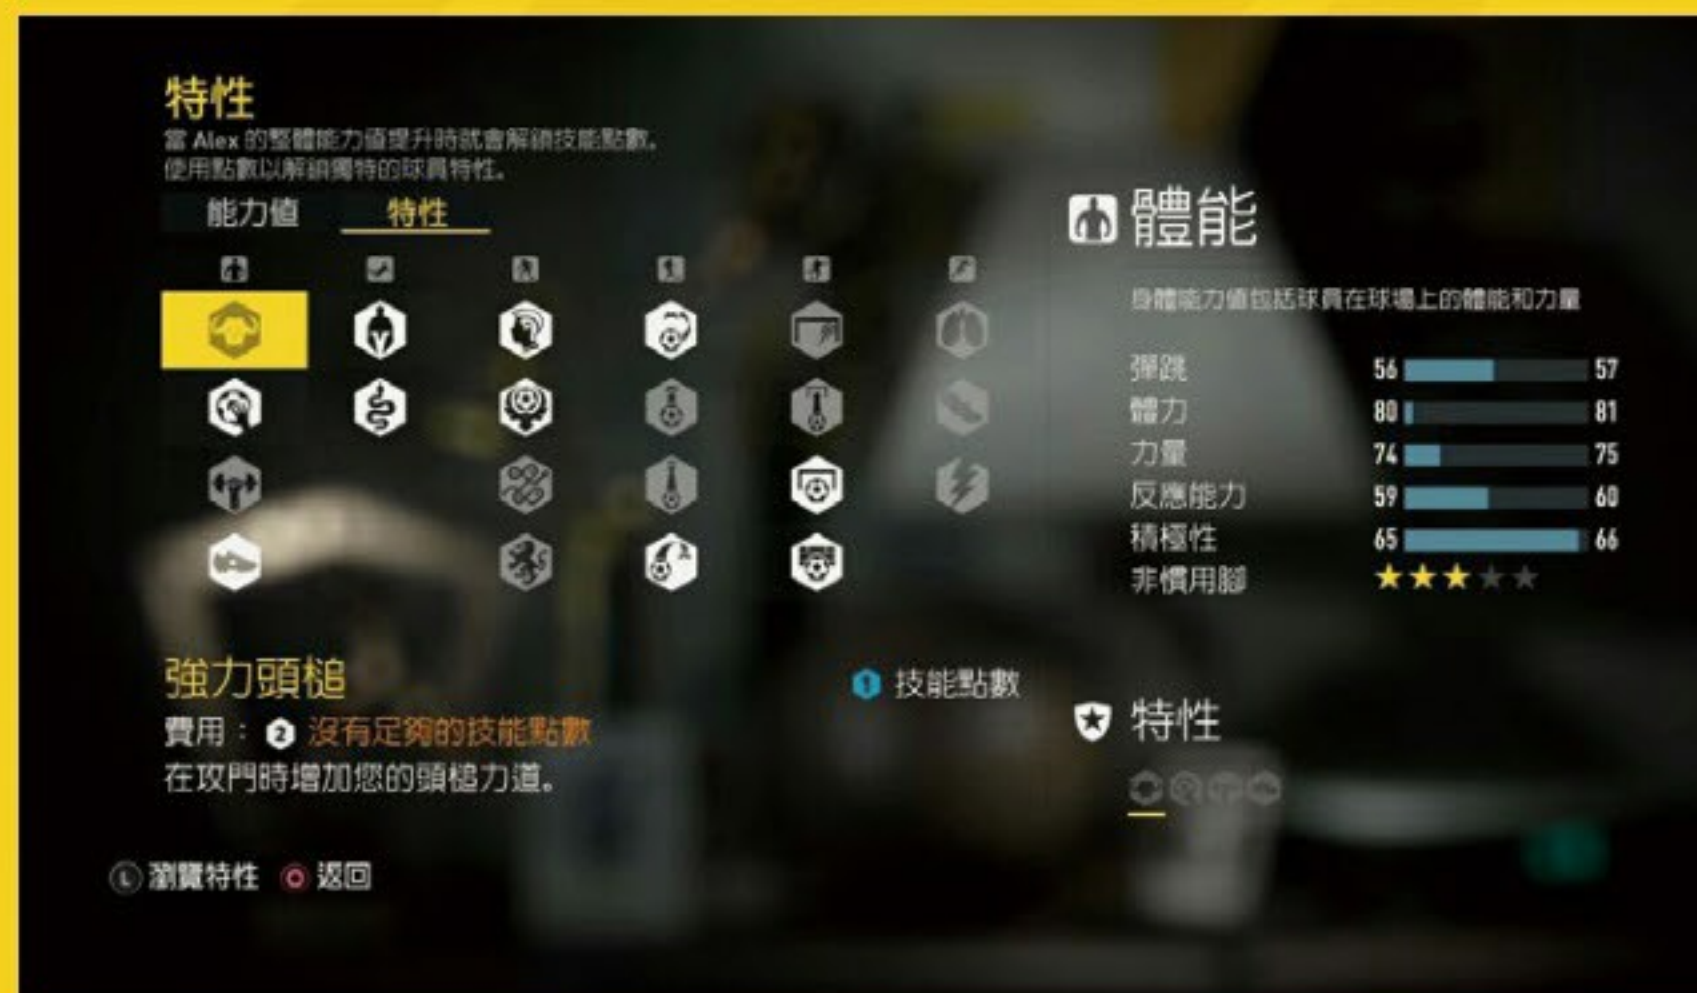 特性
當 Alex 的整體能力值提升時就會解鎖技能點數。
使用點數以解鎖獨特的球員特性。
能力值 特性
強力頭槌
費用：2 沒有足夠的技能點數
在攻門時增加您的頭槌力道。
1 技能點數
L 瀏覽特性 返回
體能
身體能力值包括球員在球場上的體能和力量
彈跳 56 57
體力 80 81
力量 74 75
反應能力 59 60
積極性 65 66
非慣用腳
特性